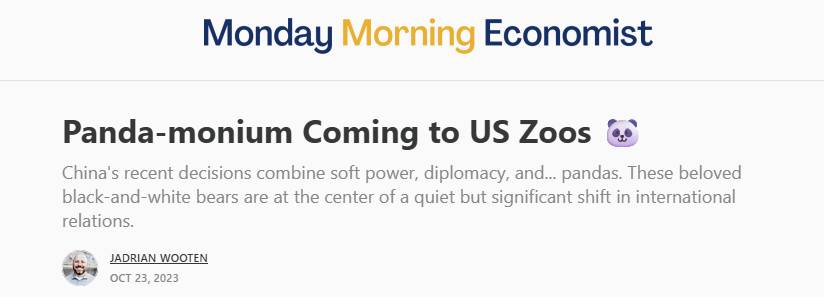 Monday Morning Economist
Panda-monium Coming to US Zoos 🐼
China's recent decisions combine soft power, diplomacy, and... pandas. These beloved
black-and-white bears are at the center of a quiet but significant shift in international
relations.
JADRIAN WOOTEN
OCT 23, 2023